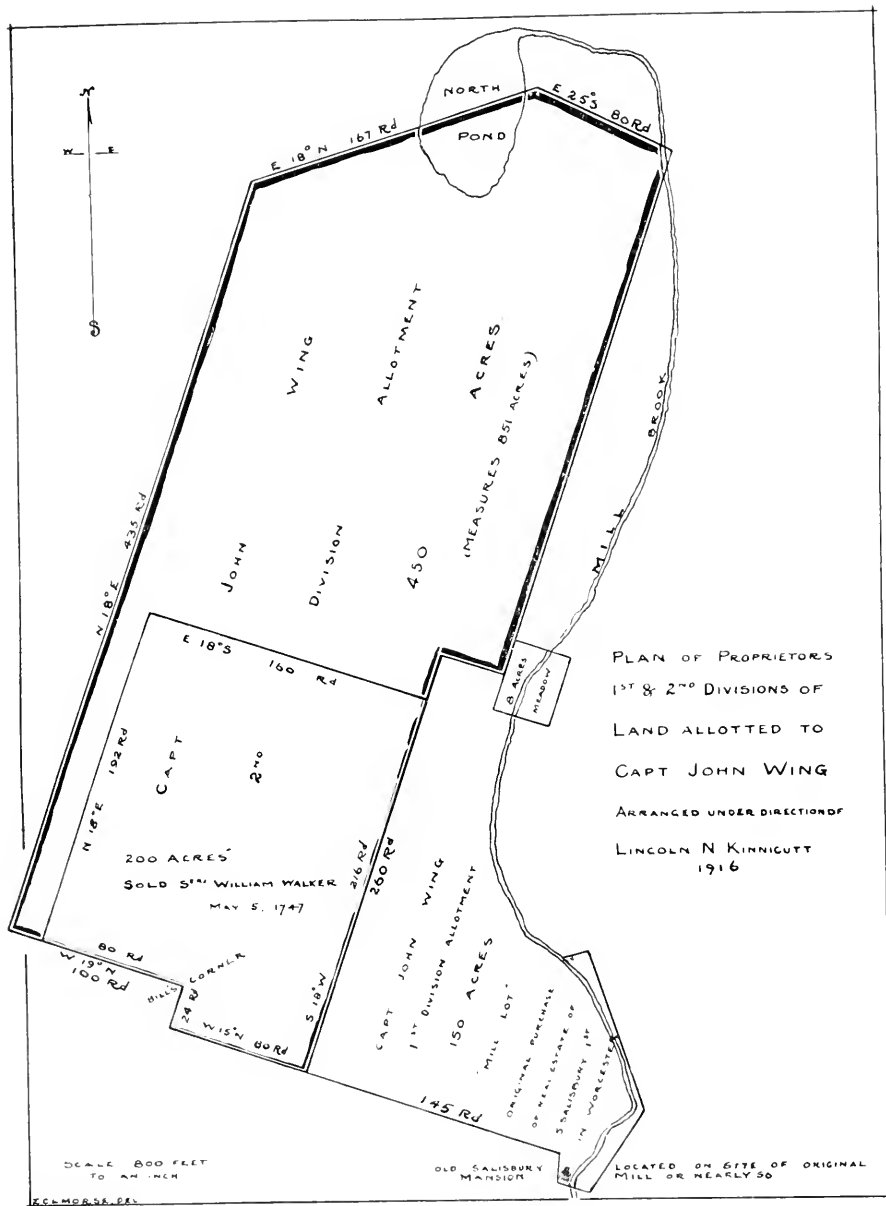 N
W E
S
NORTH
POND
E 18° N 167 Rd
E 25° S 80 Rd
N 18° E 435 Rd
JOHN WING
DIVISION ALLOTMENT
450 ACRES
(MEASURES 851 ACRES)
MILL BROOK
E 18° S 160 Rd
8 ACRES
MEADOW
N 18° E 192 Rd
CAPT
2ND
200 ACRES
SOLD WILLIAM WALKER
MAY 5, 1747
216 Rd
260 Rd
S 18° W
80 Rd
W 19° N
100 Rd
BILL'S CORNER
24 Rd
W 15° N 80 Rd
145 Rd
CAPT JOHN WING
1ST DIVISION ALLOTMENT
150 ACRES
"MILL LOT"
ORIGINAL PURCHASE
OF REAL ESTATE OF
S SALISBURY 1ST
IN WORCESTER
PLAN OF PROPRIETORS
1ST & 2ND DIVISIONS OF
LAND ALLOTTED TO
CAPT JOHN WING
ARRANGED UNDER DIRECTION OF
LINCOLN N KINNICUTT
1916
SCALE 800 FEET
TO AN INCH
OLD SALISBURY
MANSION
LOCATED ON SITE OF ORIGINAL
MILL OR NEARLY SO